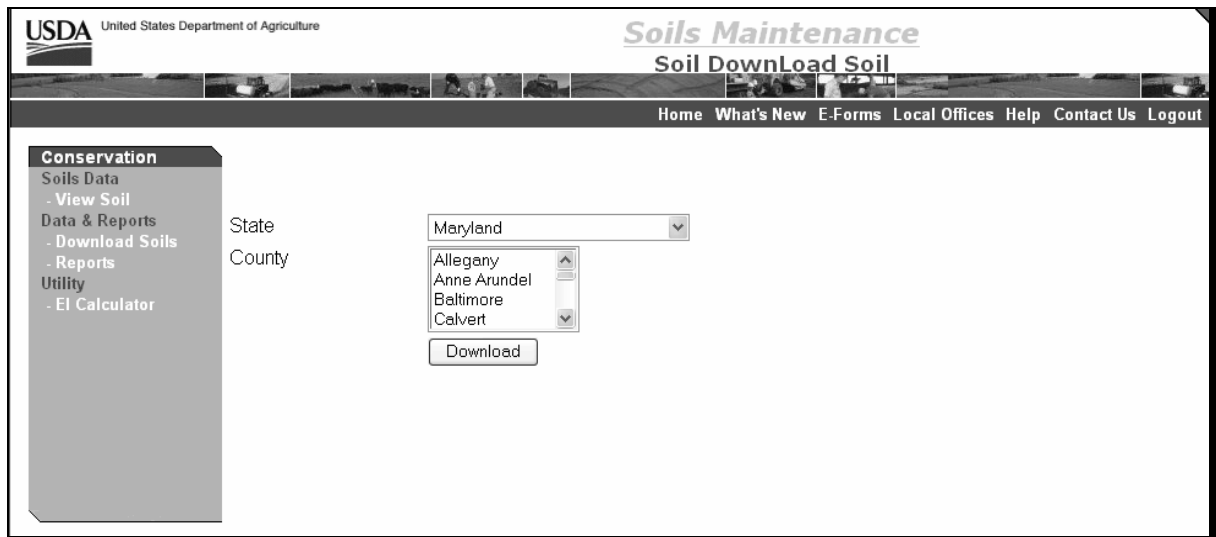 USDA United States Department of Agriculture
Soils Maintenance
Soil DownLoad Soil
Home What's New E-Forms Local Offices Help Contact Us Logout
Conservation
Soils Data
- View Soil
Data & Reports
- Download Soils
- Reports
Utility
- EI Calculator
State Maryland
County Allegany
Anne Arundel
Baltimore
Calvert
Download